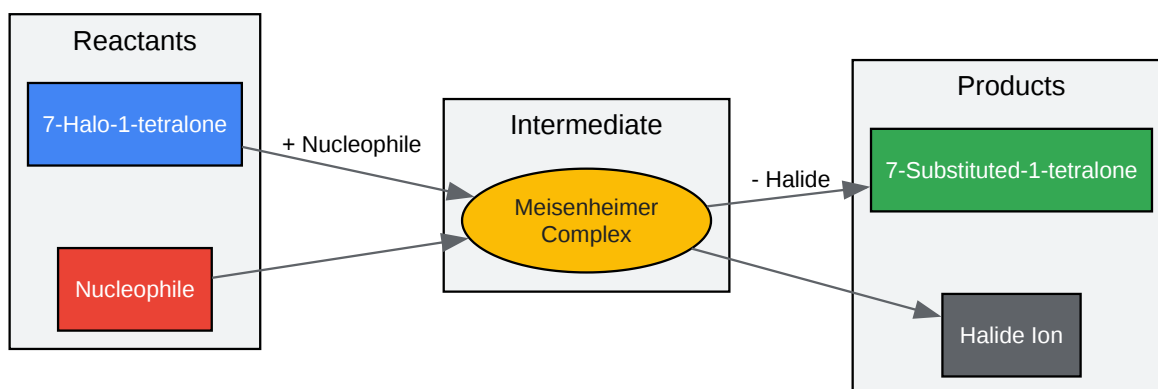 Reactants
7-Halo-1-tetralone
Nucleophile
+ Nucleophile
Intermediate
Meisenheimer
Complex
- Halide
Products
7-Substituted-1-tetralone
Halide Ion